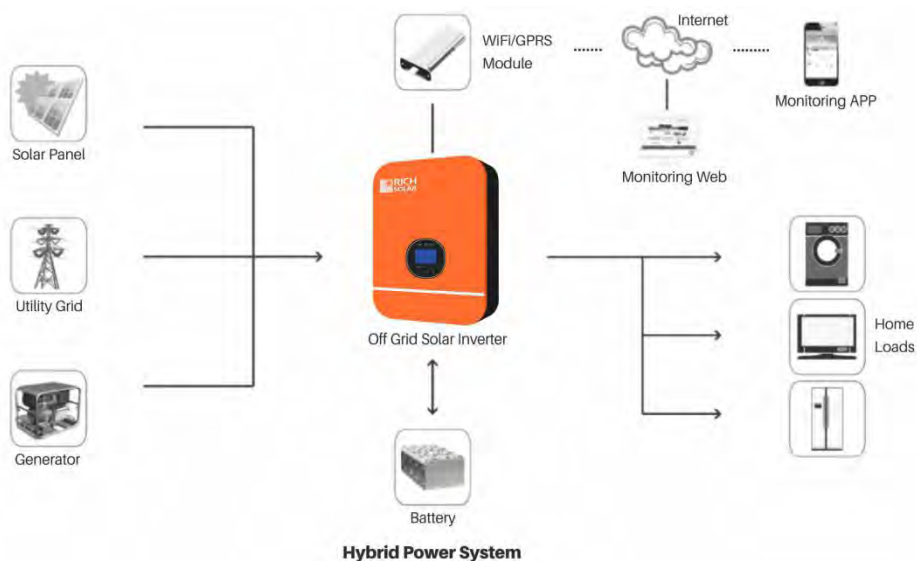 Internet
WiFi/GPRS
Module
Monitoring APP
Solar Panel
Monitoring Web
RICH
SOLAR
Utility Grid
Home
Loads
Off Grid Solar Inverter
Generator
Battery
Hybrid Power System